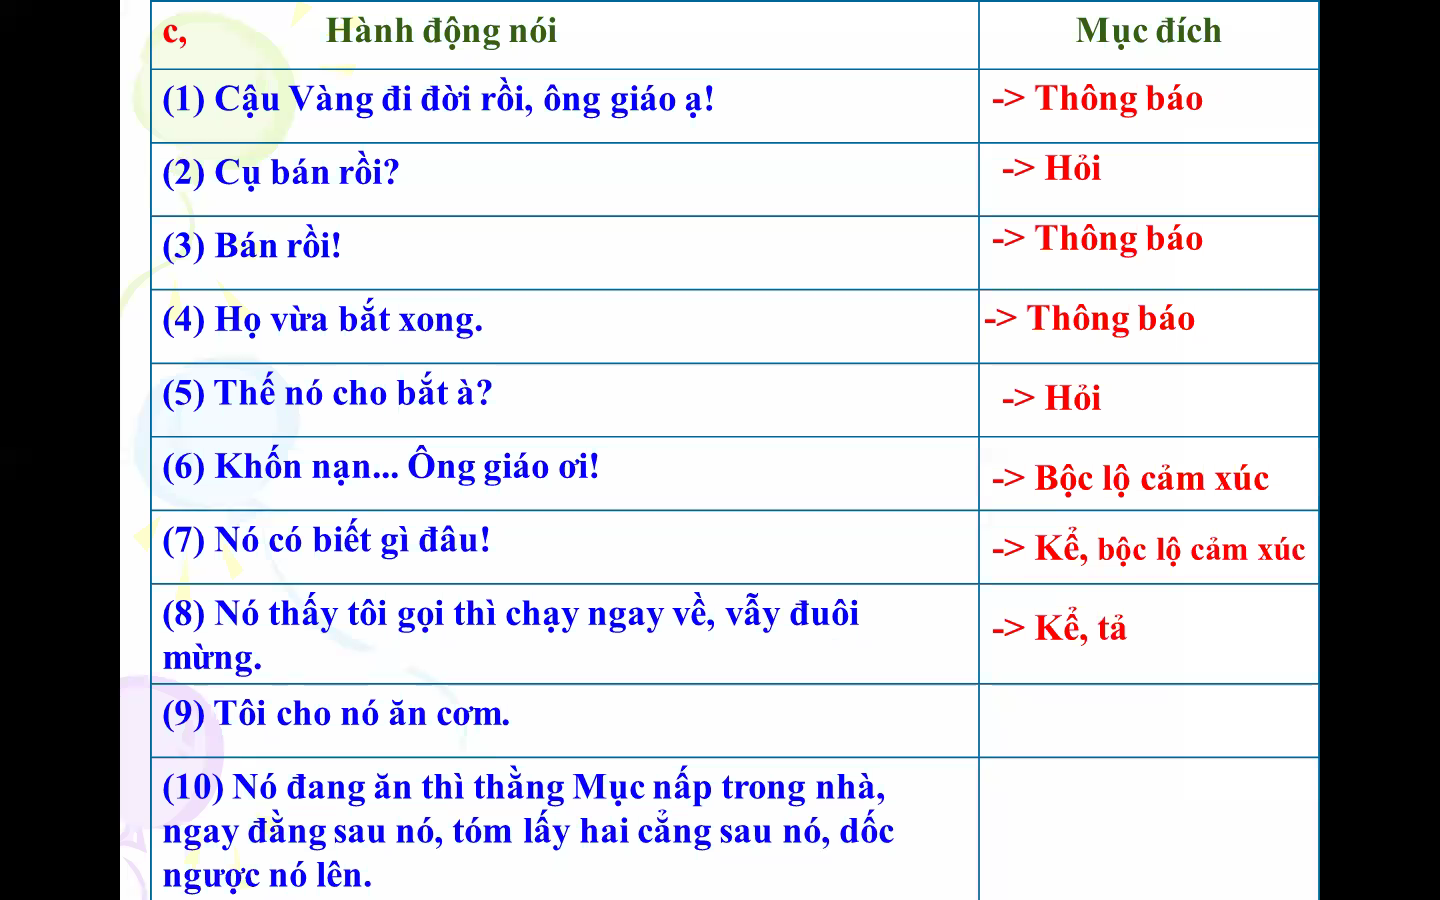 c, Hành động nói Mục đích
(1) Cậu Vàng đi đời rồi, ông giáo ạ! -> Thông báo
(2) Cụ bán rồi? -> Hỏi
(3) Bán rồi! -> Thông báo
(4) Họ vừa bắt xong. -> Thông báo
(5) Thế nó cho bắt à? -> Hỏi
(6) Khốn nạn... Ông giáo ơi! -> Bộc lộ cảm xúc
(7) Nó có biết gì đâu! -> Kể, bộc lộ cảm xúc
(8) Nó thấy tôi gọi thì chạy ngay về, vẫy đuôi
mừng.
-> Kể, tả
(9) Tôi cho nó ăn cơm.
(10) Nó đang ăn thì thằng Mục nấp trong nhà,
ngay đằng sau nó, tóm lấy hai cẳng sau nó, dốc
ngược nó lên.